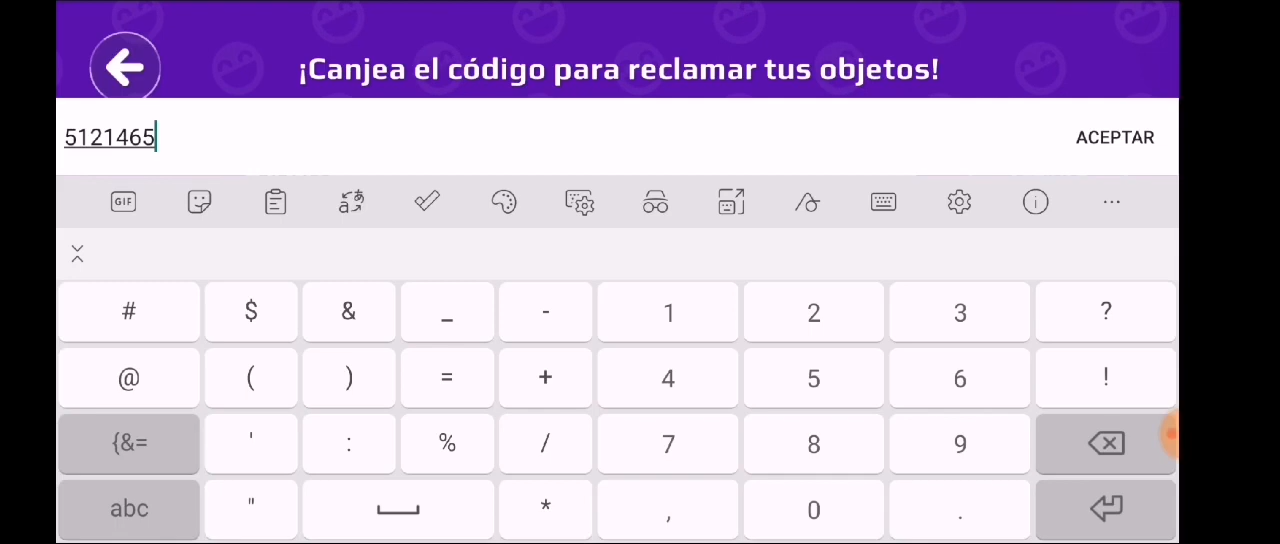 ¡Canjea el código para reclamar tus objetos!
5121465 ACEPTAR
GIF
# $ & _ - 1 2 3 ?
@ ( ) = + 4 5 6 !
{&= ' : % / 7 8 9
abc " * , 0 .